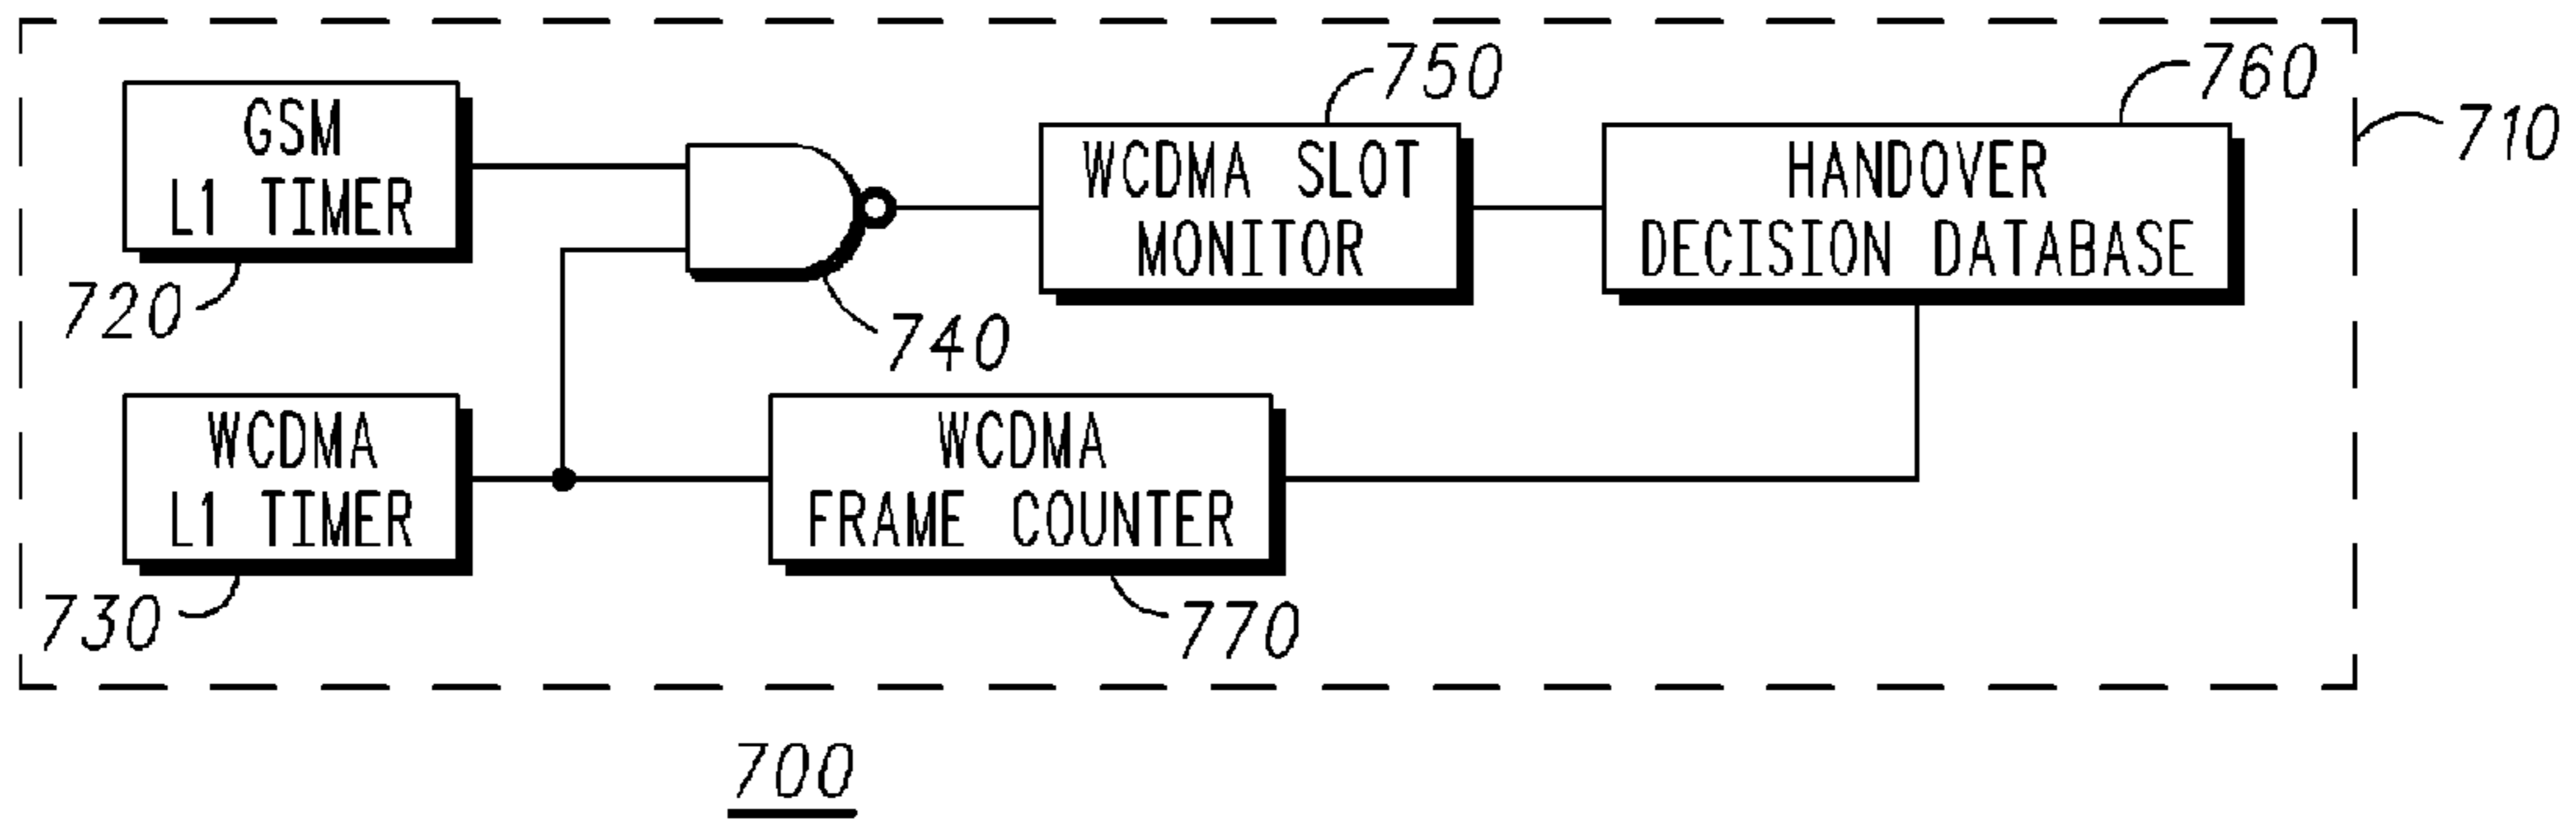 750
760
710
GSM
L1 TIMER
WCDMA SLOT
MONITOR
HANDOVER
DECISION DATABASE
720
740
WCDMA
L1 TIMER
WCDMA
FRAME COUNTER
730
770
700